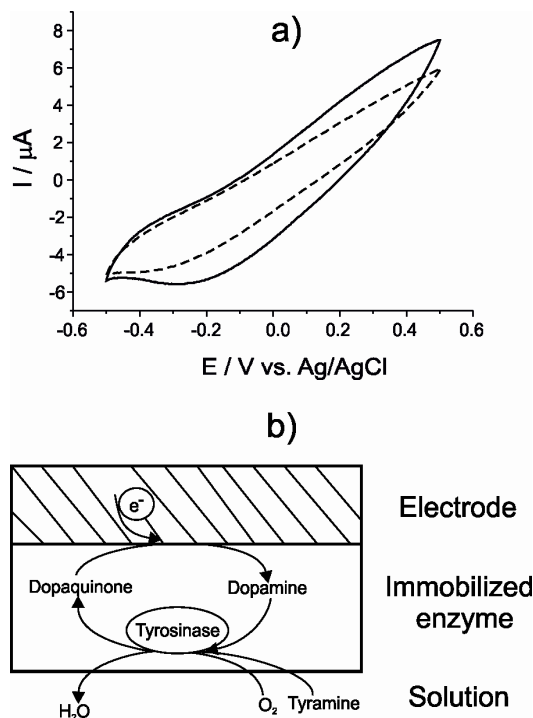 a)
I / μA
8
6
4
2
0
-2
-4
-6
-0.6 -0.4 -0.2 0.0 0.2 0.4 0.6
E / V vs. Ag/AgCl
b)
e⁻
Electrode
Dopaquinone Dopamine
Immobilized
enzyme
Tyrosinase
H₂O O₂ Tyramine
Solution